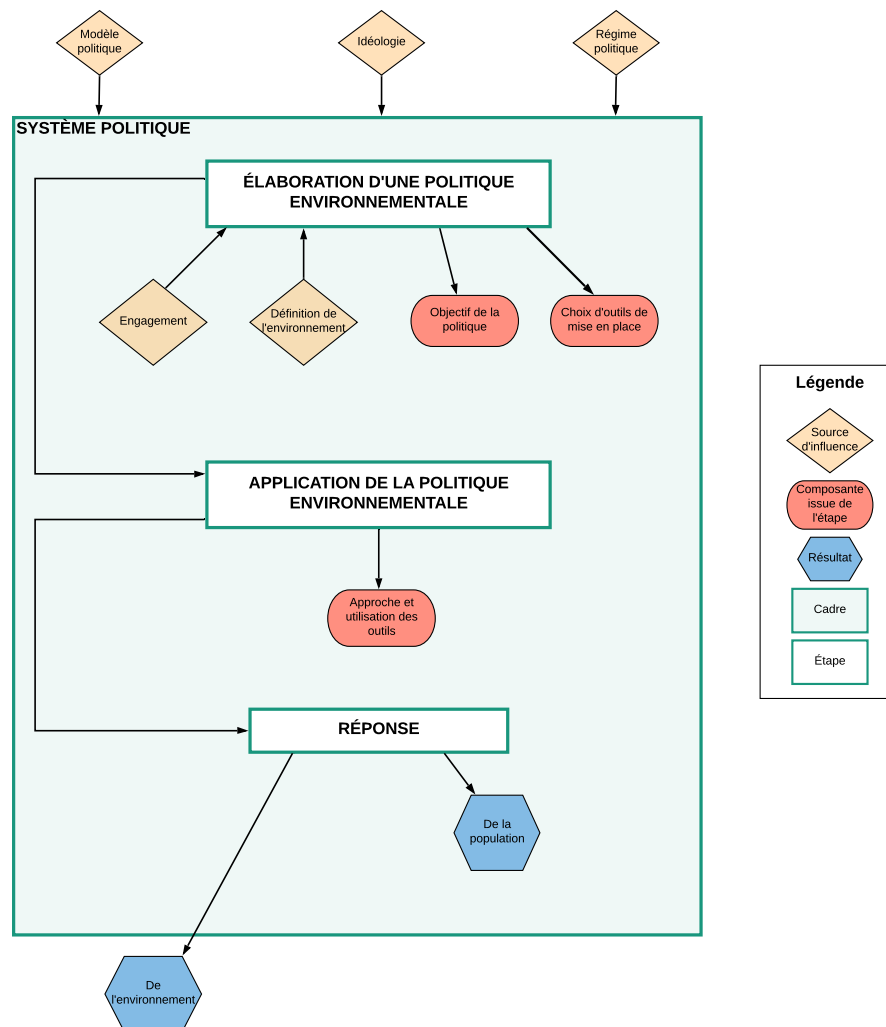 Modèle
politique
Idéologie
Régime
politique
SYSTÈME POLITIQUE
ÉLABORATION D'UNE POLITIQUE
ENVIRONNEMENTALE
Engagement
Définition de
l'environnement
Objectif de la
politique
Choix d'outils de
mise en place
APPLICATION DE LA POLITIQUE
ENVIRONNEMENTALE
Approche et
utilisation des
outils
RÉPONSE
De la
population
De
l'environnement
Légende
Source
d'influence
Composante
issue de
l'étape
Résultat
Cadre
Étape